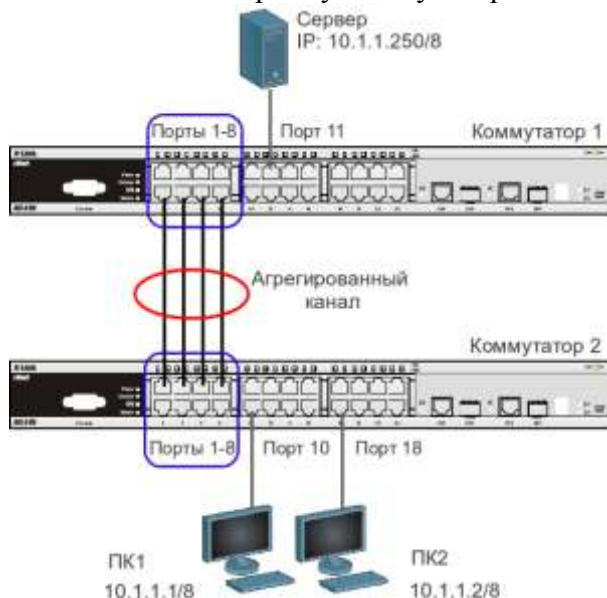 Сервер
IP: 10.1.1.250/8
Порты 1-8
Порт 11
Коммутатор 1
Агрегированный
канал
Коммутатор 2
Порты 1-8
Порт 10
Порт 18
ПК1
10.1.1.1/8
ПК2
10.1.1.2/8